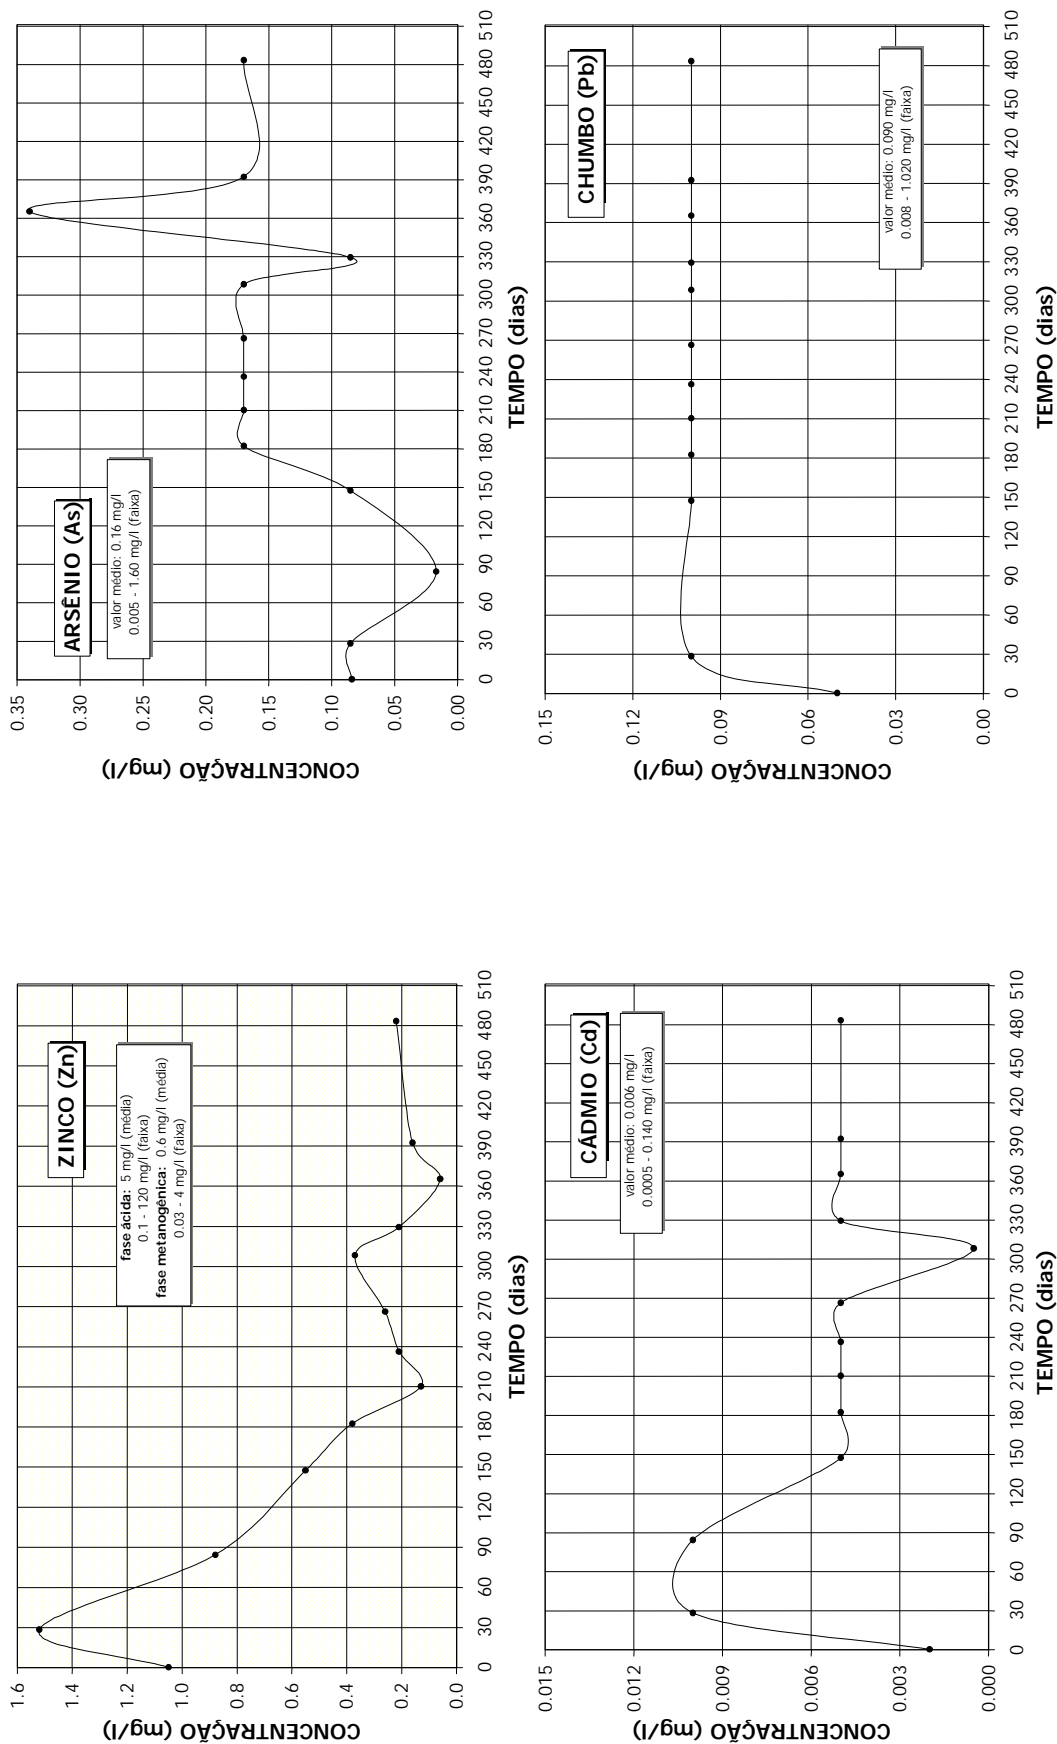 ZINCO (Zn)
fase ácida: 5 mg/l (média)
0.1 - 120 mg/l (faixa)
fase metanogênica: 0.6 mg/l (média)
0.03 - 4 mg/l (faixa)
CONCENTRAÇÃO (mg/l)
1.6
1.4
1.2
1.0
0.8
0.6
0.4
0.2
0.0
0 30 60 90 120 150 180 210 240 270 300 330 360 390 420 450 480 510
TEMPO (dias)
ARSÊNIO (As)
valor médio: 0.16 mg/l
0.005 - 1.60 mg/l (faixa)
CONCENTRAÇÃO (mg/l)
0.35
0.30
0.25
0.20
0.15
0.10
0.05
0.00
0 30 60 90 120 150 180 210 240 270 300 330 360 390 420 450 480 510
TEMPO (dias)
CÁDMIO (Cd)
valor médio: 0.006 mg/l
0.0005 - 0.140 mg/l (faixa)
CONCENTRAÇÃO (mg/l)
0.015
0.012
0.009
0.006
0.003
0.000
0 30 60 90 120 150 180 210 240 270 300 330 360 390 420 450 480 510
TEMPO (dias)
CHUMBO (Pb)
valor médio: 0.090 mg/l
0.008 - 1.020 mg/l (faixa)
CONCENTRAÇÃO (mg/l)
0.15
0.12
0.09
0.06
0.03
0.00
0 30 60 90 120 150 180 210 240 270 300 330 360 390 420 450 480 510
TEMPO (dias)